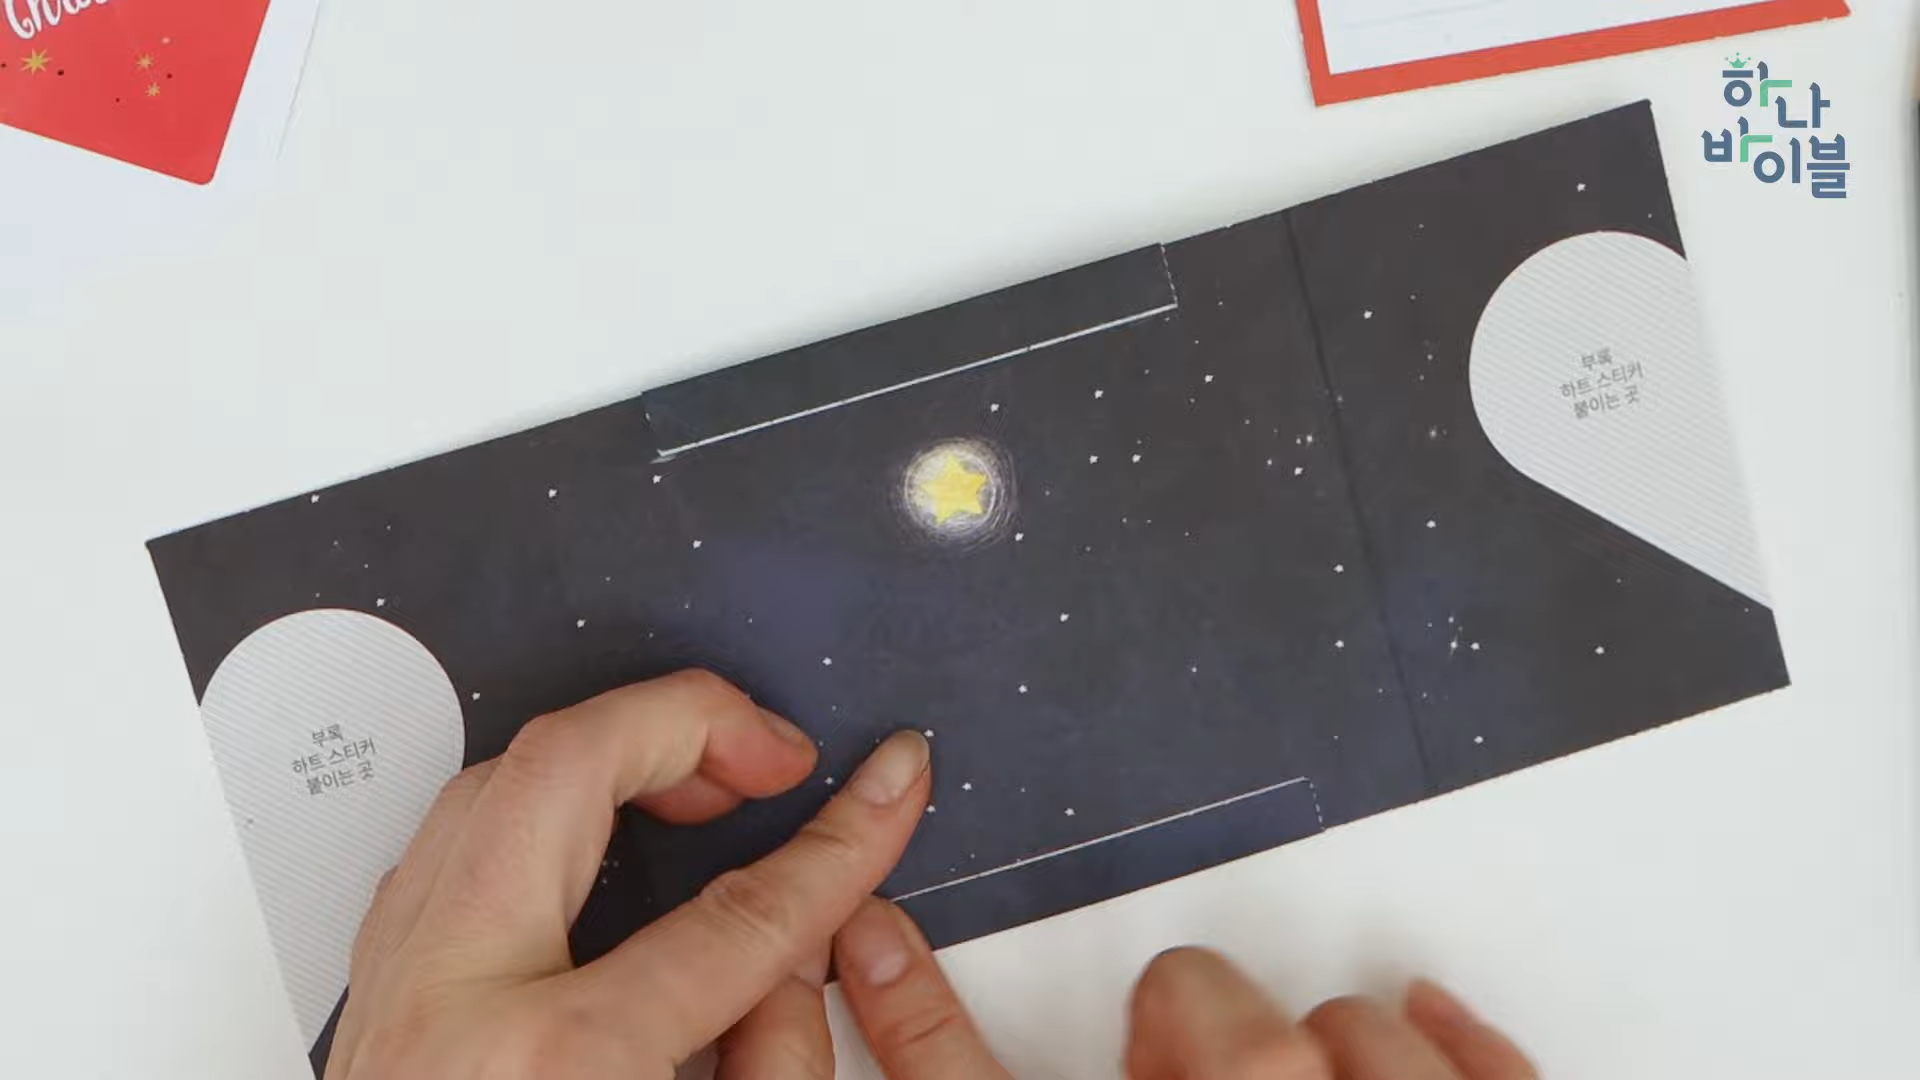 하나
바이블
부록
하트 스티커
붙이는 곳
부록
하트 스티커
붙이는 곳